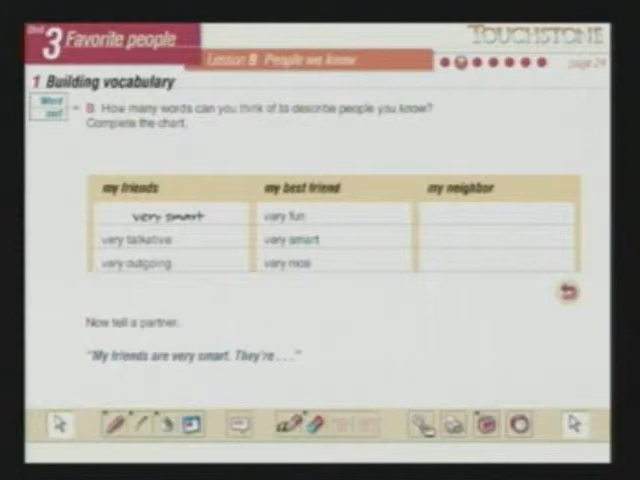 Unit
3 Favorite people
TOUCHSTONE
Lesson B People we know
page 24
1 Building vocabulary
Word sort
B How many words can you think of to describe people you know?
Complete the chart.
my friends my best friend my neighbor
very smart very fun
very talkative very smart
very outgoing very nice
Now tell a partner.
"My friends are very smart. They're . . ."